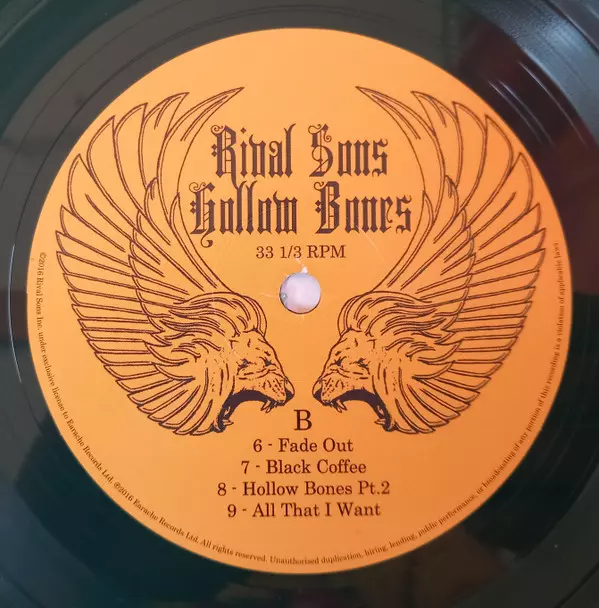 Rival Sons
Hollow Bones
33 1/3 RPM
B
6 - Fade Out
7 - Black Coffee
8 - Hollow Bones Pt.2
9 - All That I Want
©2016 Rival Sons Inc. under exclusive license to Earache Records Ltd. ℗2016 Earache Records Ltd. All rights reserved. Unauthorised duplication, hiring, lending, public performance, or broadcasting of any portion of this recording is a violation of applicable laws.